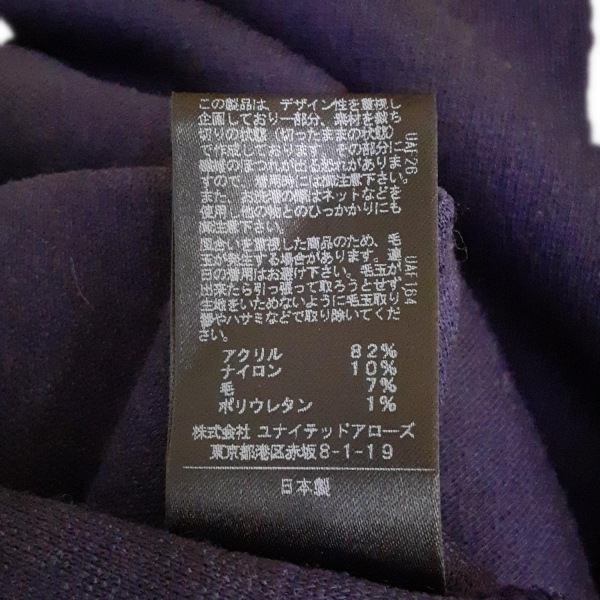 この製品は、デザイン性を重視し
企画しており一部分、素材を裁ち
切りの状態（切ったままの状態）
で作成しております。その部分に
繊維のほつれが出る恐れがありま
すので、着用時には御注意下さい。
また、お洗濯の際はネットなどを
使用し他の物とのひっかかりにも
御注意下さい。
UAf 26
風合いを重視した商品のため、毛
玉が発生する場合があります。連
日の着用はお避け下さい。毛玉が
出来たら引っ張って取ろうとせず
生地をいためないように毛玉取り
器やハサミなどで取り除いてくだ
さい。
UAf 184
アクリル 82%
ナイロン 10%
毛 7%
ポリウレタン 1%
株式会社 ユナイテッドアローズ
東京都港区赤坂8-1-19
日本製